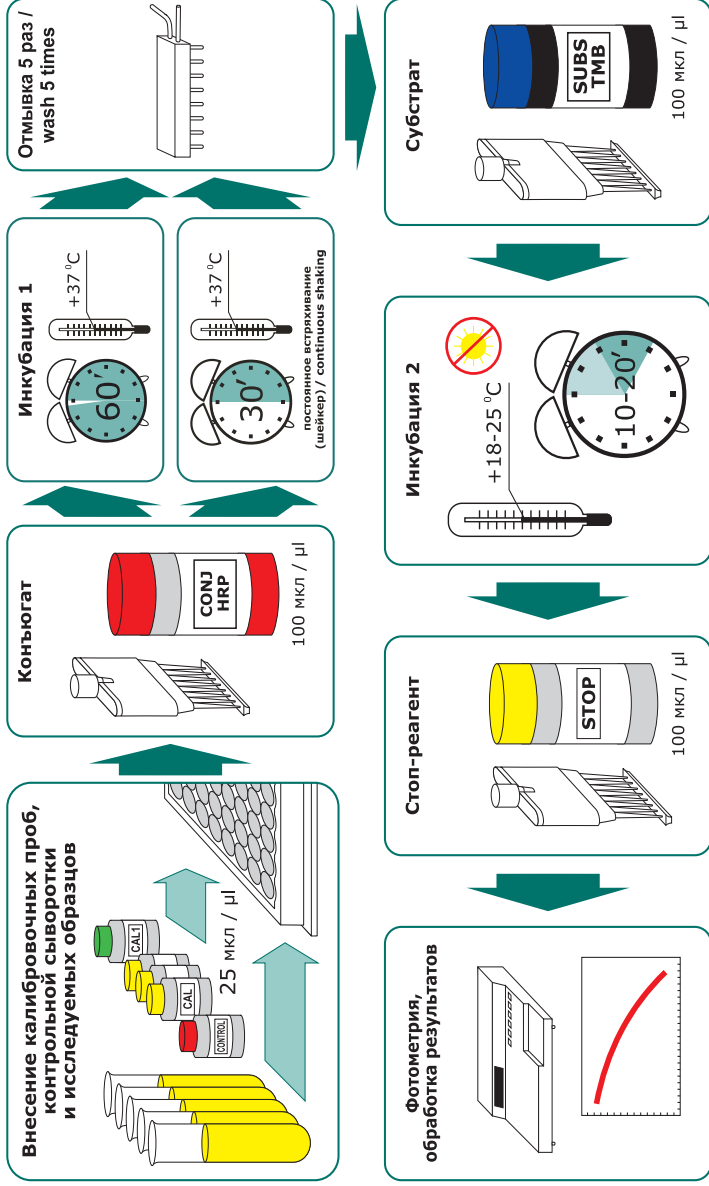 Внесение калибровочных проб,
контрольной сыворотки
и исследуемых образцов
CAL1
CAL
CONTROL
25 мкл / µl
Конъюгат
CONJ
HRP
100 мкл / µl
Инкубация 1
60′
+37 ⁰C
30′
+37 ⁰C
постоянное встряхивание
(шейкер) / continuous shaking
Отмывка 5 раз /
wash 5 times
Субстрат
SUBS
TMB
100 мкл / µl
Инкубация 2
+18-25 ⁰C
10-20′
Стоп-реагент
STOP
100 мкл / µl
Фотометрия,
обработка результатов